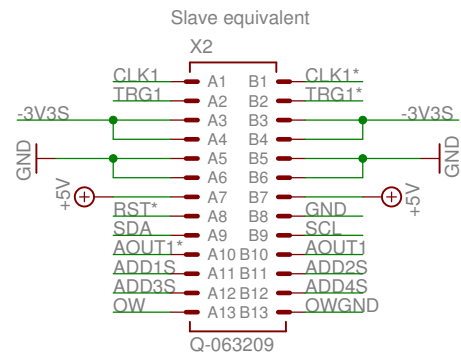 Slave equivalent
X2
CLK1 A1 B1 CLK1*
TRG1 A2 B2 TRG1*
-3V3S A3 B3 -3V3S
A4 B4
GND A5 B5 GND
A6 B6
+5V A7 B7 +5V
RST* A8 B8 GND
SDA A9 B9 SCL
AOUT1* A10 B10 AOUT1
ADD1S A11 B11 ADD2S
ADD3S A12 B12 ADD4S
OW A13 B13 OWGND
Q-063209